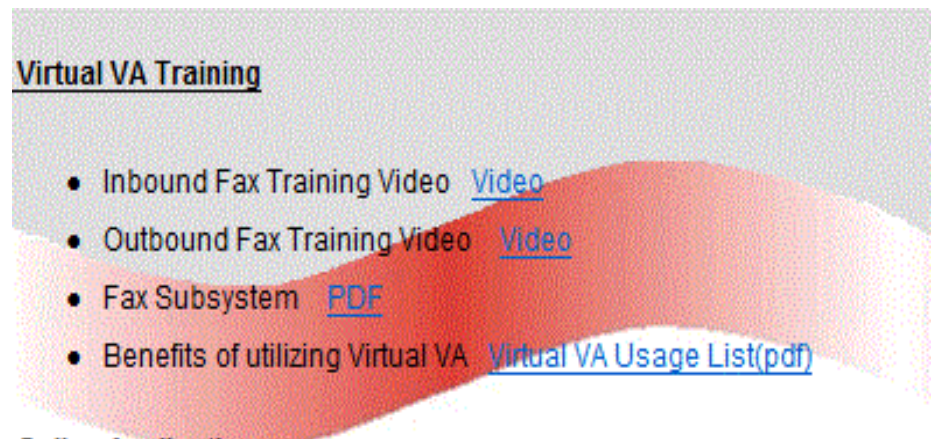 Virtual VA Training
● Inbound Fax Training Video Video
● Outbound Fax Training Video Video
● Fax Subsystem PDF
● Benefits of utilizing Virtual VA Virtual VA Usage List(pdf)